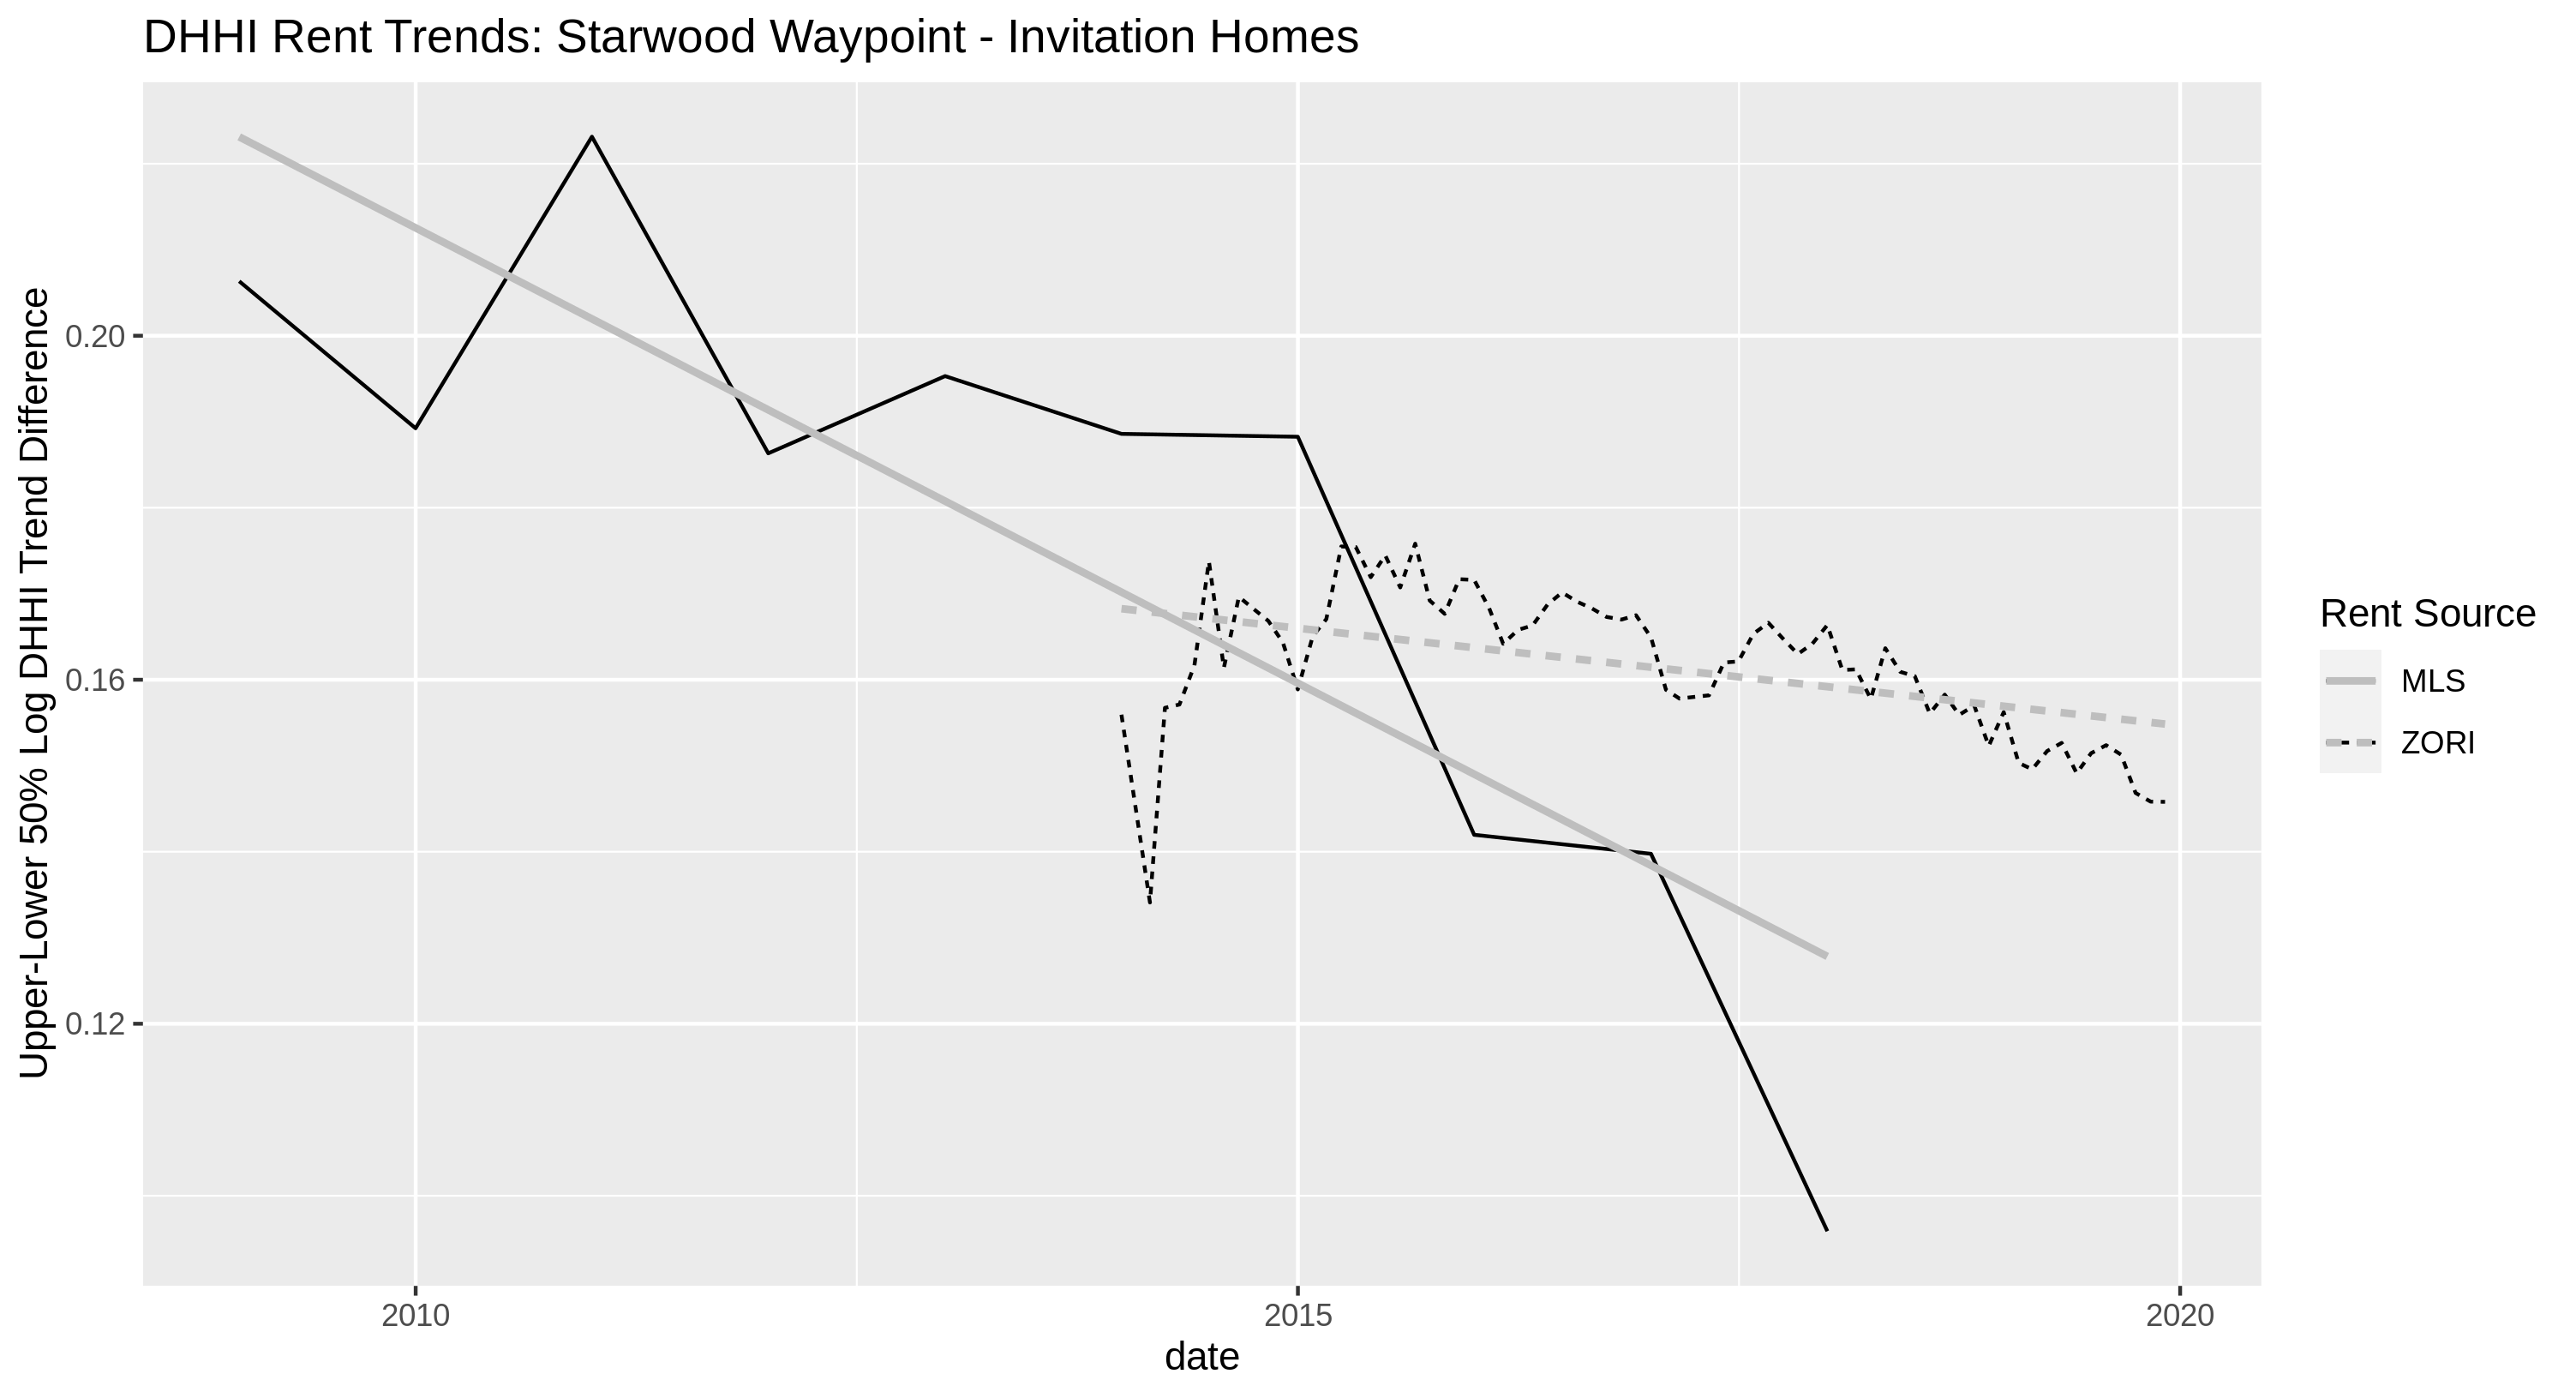 DHHI Rent Trends: Starwood Waypoint - Invitation Homes
Upper-Lower 50% Log DHHI Trend Difference
0.20
0.16
0.12
2010
2015
2020
date
Rent Source
MLS
ZORI